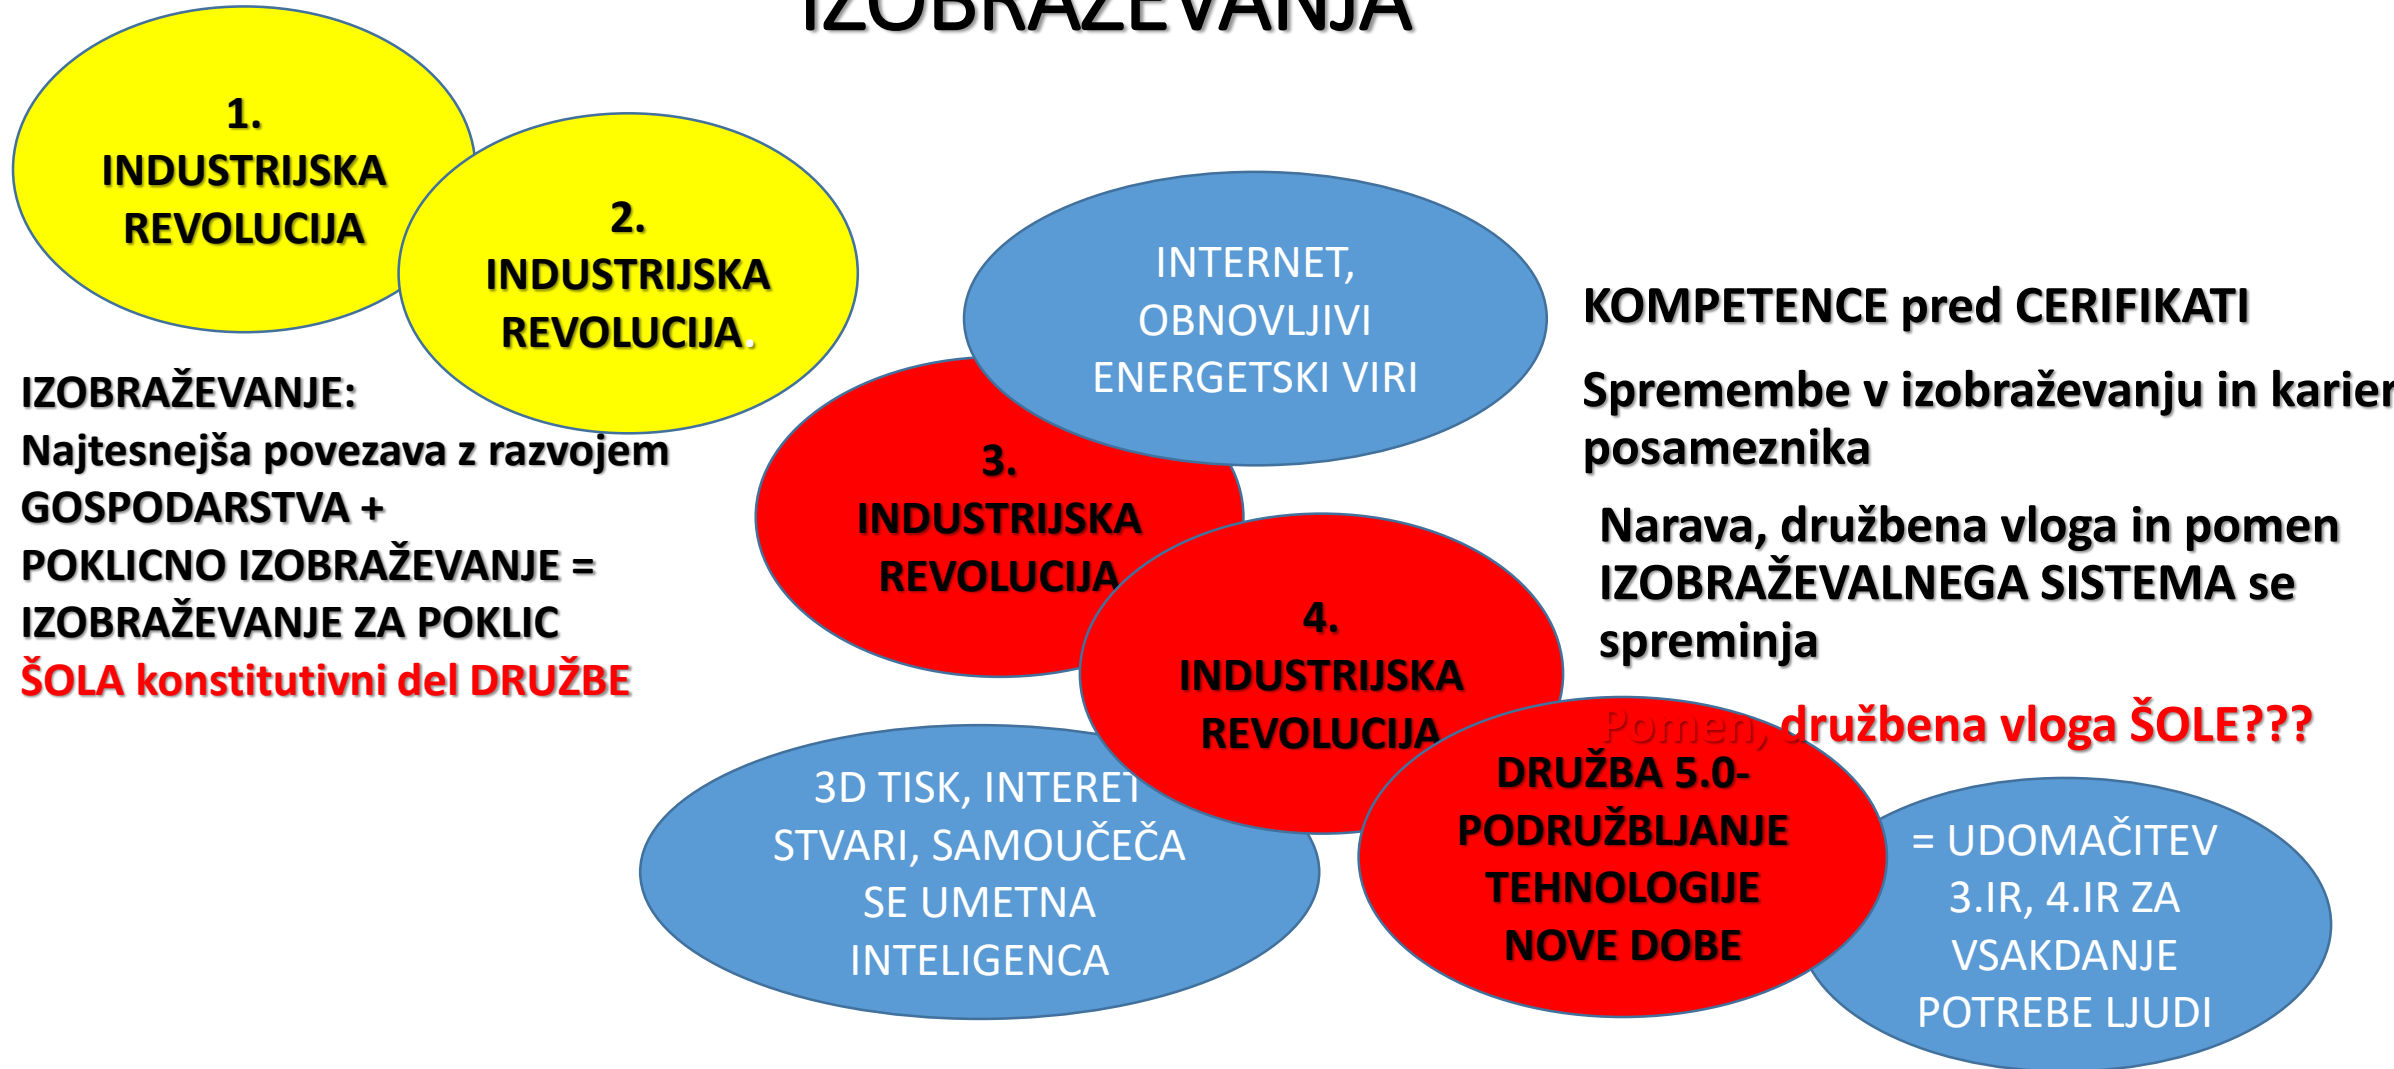 IZOBRAŽEVANJA
1.
INDUSTRIJSKA
REVOLUCIJA
2.
INDUSTRIJSKA
REVOLUCIJA.
IZOBRAŽEVANJE:
Najtesnejša povezava z razvojem
GOSPODARSTVA +
POKLICNO IZOBRAŽEVANJE =
IZOBRAŽEVANJE ZA POKLIC
ŠOLA konstitutivni del DRUŽBE
INTERNET,
OBNOVLJIVI
ENERGETSKI VIRI
3.
INDUSTRIJSKA
REVOLUCIJA
4.
INDUSTRIJSKA
REVOLUCIJA
3D TISK, INTERET
STVARI, SAMOUČEČA
SE UMETNA
INTELIGENCA
DRUŽBA 5.0-
PODRUŽBLJANJE
TEHNOLOGIJE
NOVE DOBE
= UDOMAČITEV
3.IR, 4.IR ZA
VSAKDANJE
POTREBE LJUDI
KOMPETENCE pred CERIFIKATI
Spremembe v izobraževanju in karier
posameznika
Narava, družbena vloga in pomen
IZOBRAŽEVALNEGA SISTEMA se
spreminja
Pomen, družbena vloga ŠOLE???